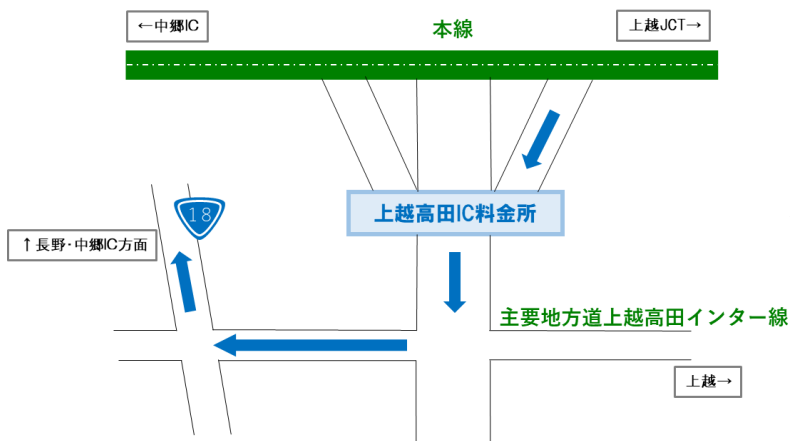 ←中郷IC
本線
上越JCT→
上越高田IC料金所
18
↑長野・中郷IC方面
主要地方道上越高田インター線
上越→